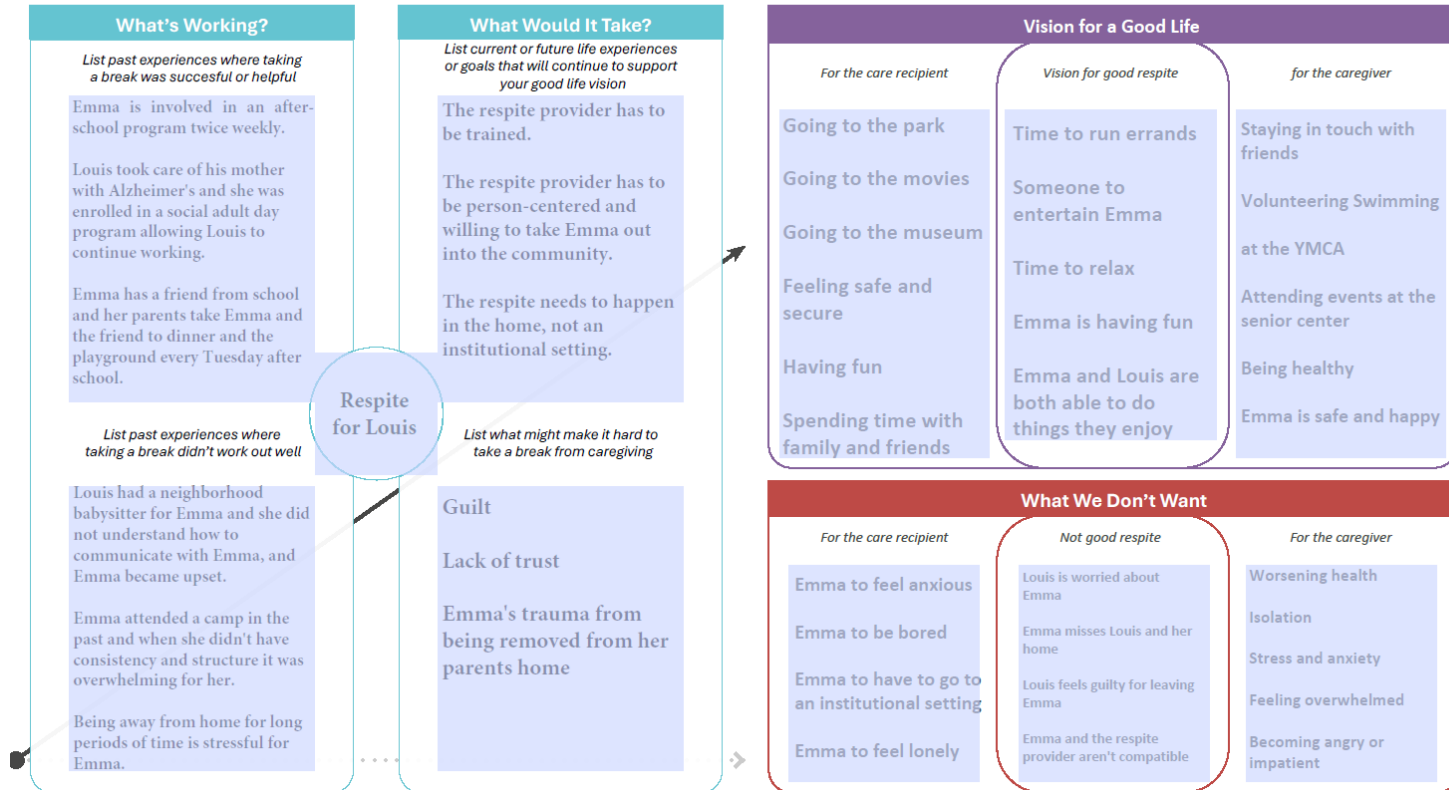 What's Working?
List past experiences where taking
a break was succesful or helpful
Emma is involved in an after-
school program twice weekly.
Louis took care of his mother
with Alzheimer's and she was
enrolled in a social adult day
program allowing Louis to
continue working.
Emma has a friend from school
and her parents take Emma and
the friend to dinner and the
playground every Tuesday after
school.
List past experiences where
taking a break didn't work out well
Louis had a neighborhood
babysitter for Emma and she did
not understand how to
communicate with Emma, and
Emma became upset.
Emma attended a camp in the
past and when she didn't have
consistency and structure it was
overwhelming for her.
Being away from home for long
periods of time is stressful for
Emma.
Respite
for Louis
What Would It Take?
List current or future life experiences
or goals that will continue to support
your good life vision
The respite provider has to
be trained.
The respite provider has to
be person-centered and
willing to take Emma out
into the community.
The respite needs to happen
in the home, not an
institutional setting.
List what might make it hard to
take a break from caregiving
Guilt
Lack of trust
Emma's trauma from
being removed from her
parents home
Vision for a Good Life
For the care recipient
Going to the park
Going to the movies
Going to the museum
Feeling safe and
secure
Having fun
Spending time with
family and friends
Vision for good respite
Time to run errands
Someone to
entertain Emma
Time to relax
Emma is having fun
Emma and Louis are
both able to do
things they enjoy
for the caregiver
Staying in touch with
friends
Volunteering Swimming
at the YMCA
Attending events at the
senior center
Being healthy
Emma is safe and happy
What We Don't Want
For the care recipient
Emma to feel anxious
Emma to be bored
Emma to have to go to
an institutional setting
Emma to feel lonely
Not good respite
Louis is worried about
Emma
Emma misses Louis and her
home
Louis feels guilty for leaving
Emma
Emma and the respite
provider aren't compatible
For the caregiver
Worsening health
Isolation
Stress and anxiety
Feeling overwhelmed
Becoming angry or
impatient